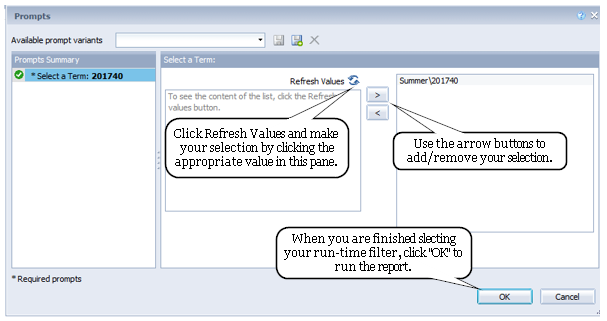 Prompts
Available prompt variants
Prompts Summary
* Select a Term: 201740
Select a Term:
Refresh Values
To see the content of the list, click the Refresh
values button.
>
<
Summer\201740
Click Refresh Values and make
your selection by clicking the
appropriate value in this pane.
Use the arrow buttons to
add/remove your selection.
When you are finished slecting
your run-time filter, click "OK" to
run the report.
* Required prompts
OK
Cancel